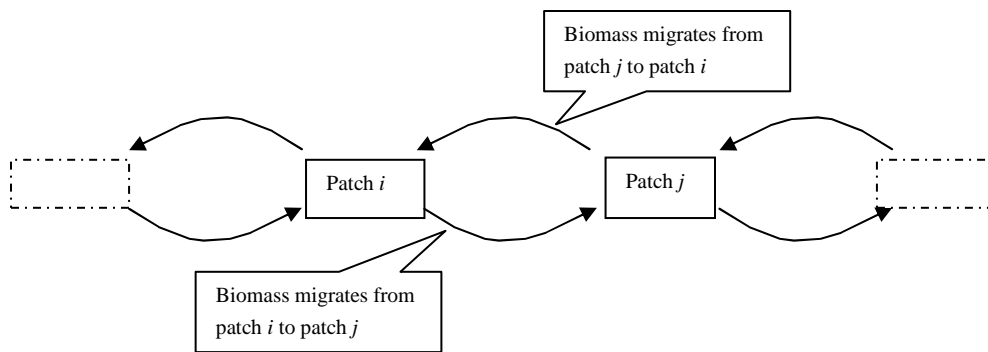 Biomass migrates from
patch j to patch i
Patch i
Patch j
Biomass migrates from
patch i to patch j